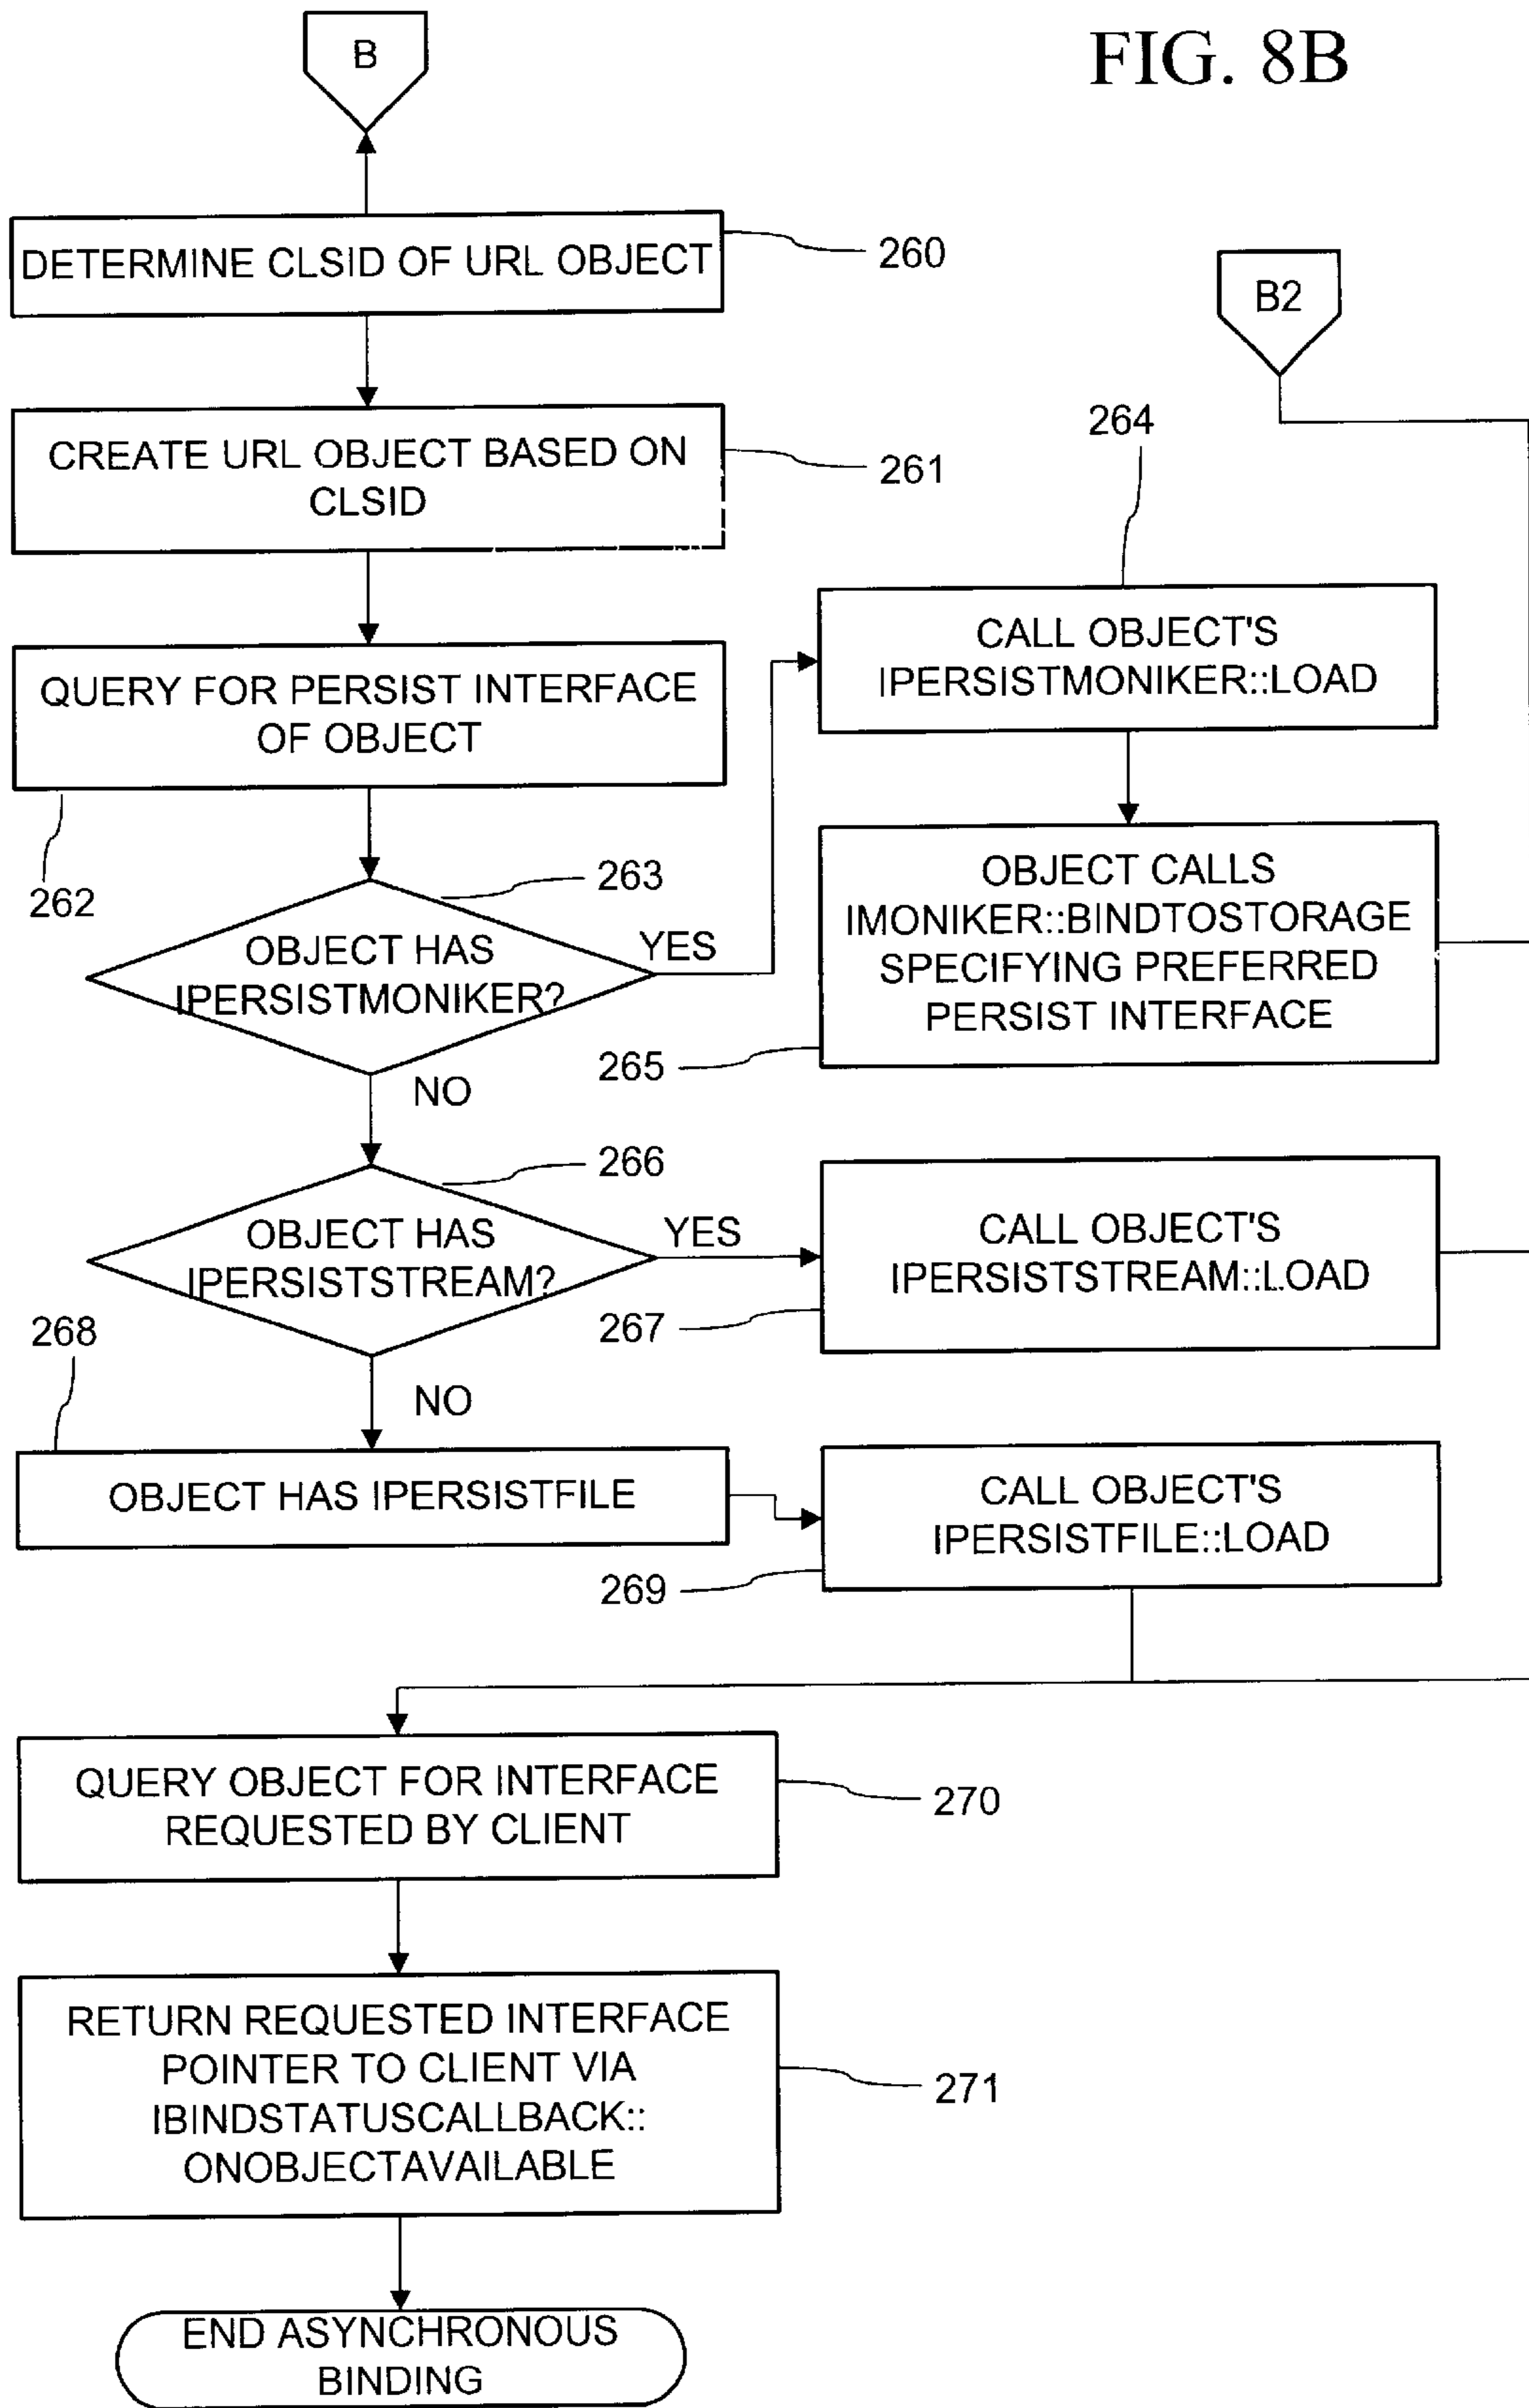 FIG. 8B
B
DETERMINE CLSID OF URL OBJECT
260
B2
CREATE URL OBJECT BASED ON
CLSID
261
264
QUERY FOR PERSIST INTERFACE
OF OBJECT
262
CALL OBJECT'S
IPERSISTMONIKER::LOAD
263
OBJECT HAS
IPERSISTMONIKER?
YES
NO
OBJECT CALLS
IMONIKER::BINDTOSTORAGE
SPECIFYING PREFERRED
PERSIST INTERFACE
265
266
OBJECT HAS
IPERSISTSTREAM?
YES
NO
CALL OBJECT'S
IPERSISTSTREAM::LOAD
267
268
OBJECT HAS IPERSISTFILE
CALL OBJECT'S
IPERSISTFILE::LOAD
269
QUERY OBJECT FOR INTERFACE
REQUESTED BY CLIENT
270
RETURN REQUESTED INTERFACE
POINTER TO CLIENT VIA
IBINDSTATUSCALLBACK::
ONOBJECTAVAILABLE
271
END ASYNCHRONOUS
BINDING